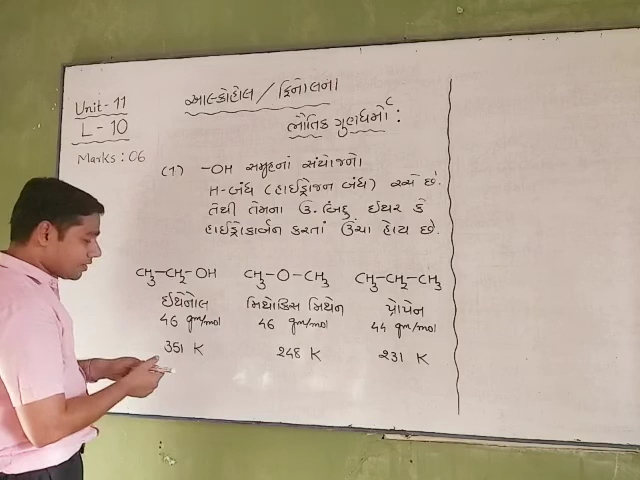 Unit-11
L-10
Marks: 06
આલ્કોહોલ / ફિનોલના
ભૌતિક ગુણધર્મો :
(1) -OH સમૂહનાં સંયોજનો
H-બંધ (હાઈડ્રોજન બંધ) રચે છે.
તેથી તેમના ઉ.બિંદુ ઈથર કે
હાઈડ્રોકાર્બન કરતાં ઊંચા હોય છે.
CH₃-CH₂-OH CH₃-O-CH₃ CH₃-CH₂-CH₃
ઈથેનોલ મિથોક્સિ મિથેન પ્રોપેન
46 gm/mol 46 gm/mol 44 gm/mol
351 K 248 K 231 K